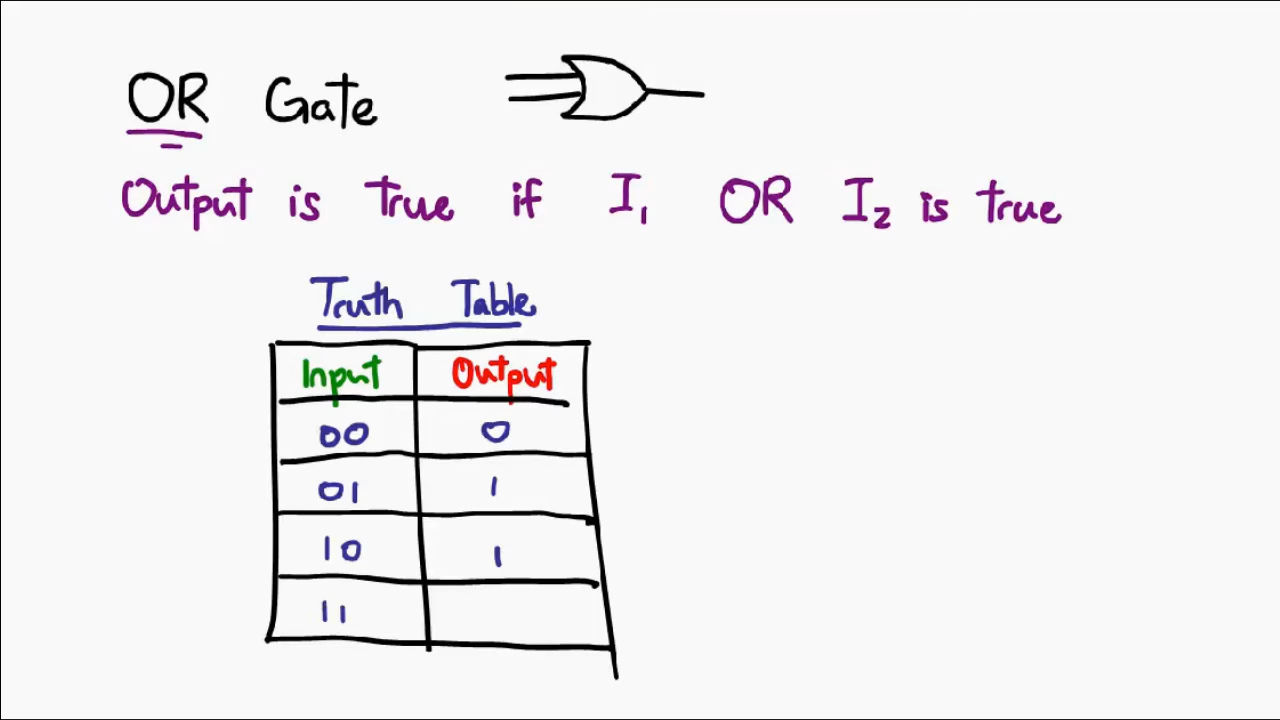 OR Gate
Output is true if I₁ OR I₂ is true
Truth Table
Input Output
00 0
01 1
10 1
11